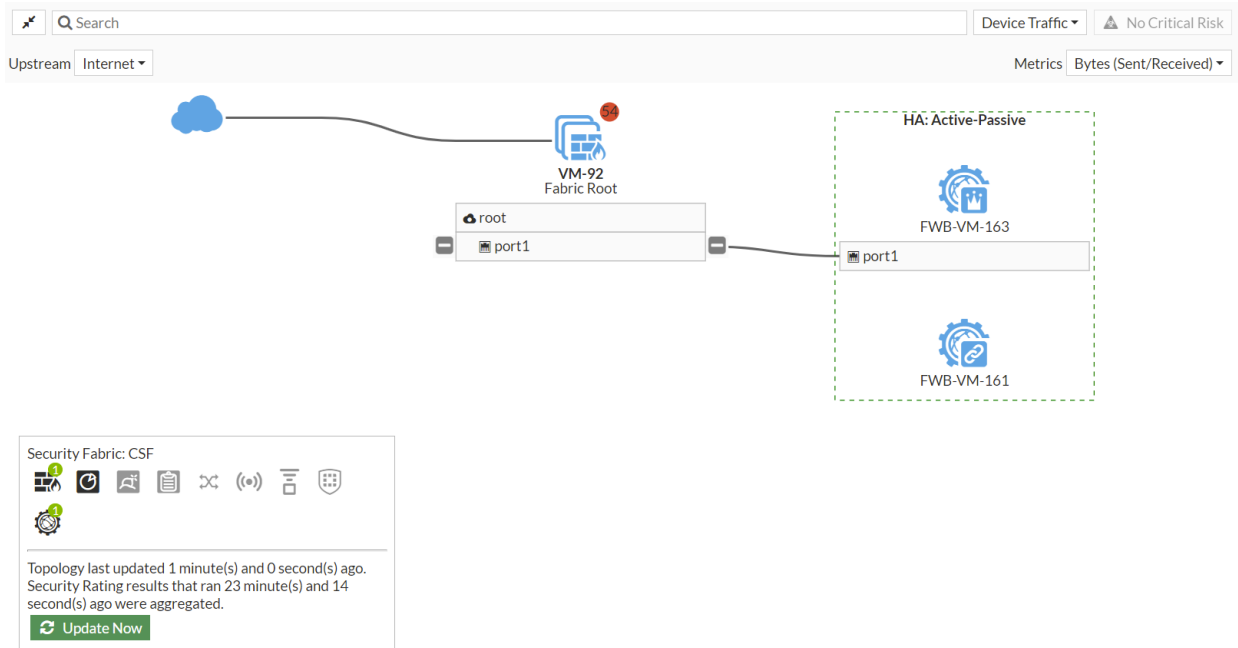 Search
Device Traffic
No Critical Risk
Upstream
Internet
Metrics
Bytes (Sent/Received)
54
HA: Active-Passive
VM-92
Fabric Root
root
port1
FWB-VM-163
port1
FWB-VM-161
Security Fabric: CSF
1
1
Topology last updated 1 minute(s) and 0 second(s) ago.
Security Rating results that ran 23 minute(s) and 14
second(s) ago were aggregated.
Update Now